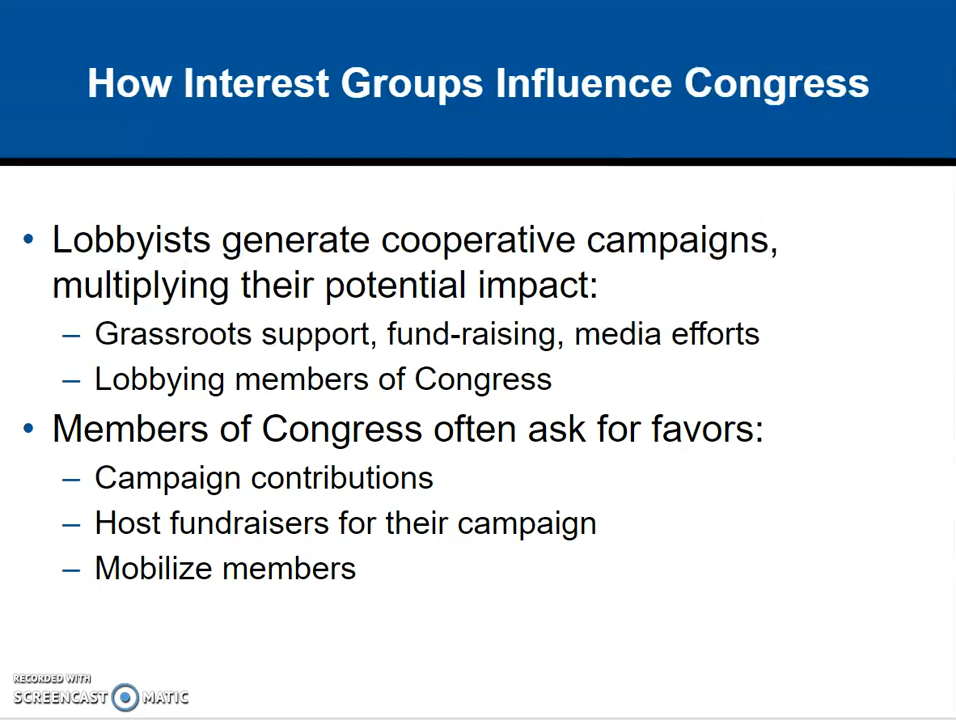 How Interest Groups Influence Congress
• Lobbyists generate cooperative campaigns,
multiplying their potential impact:
– Grassroots support, fund-raising, media efforts
– Lobbying members of Congress
• Members of Congress often ask for favors:
– Campaign contributions
– Host fundraisers for their campaign
– Mobilize members
RECORDED WITH
SCREENCAST MATIC